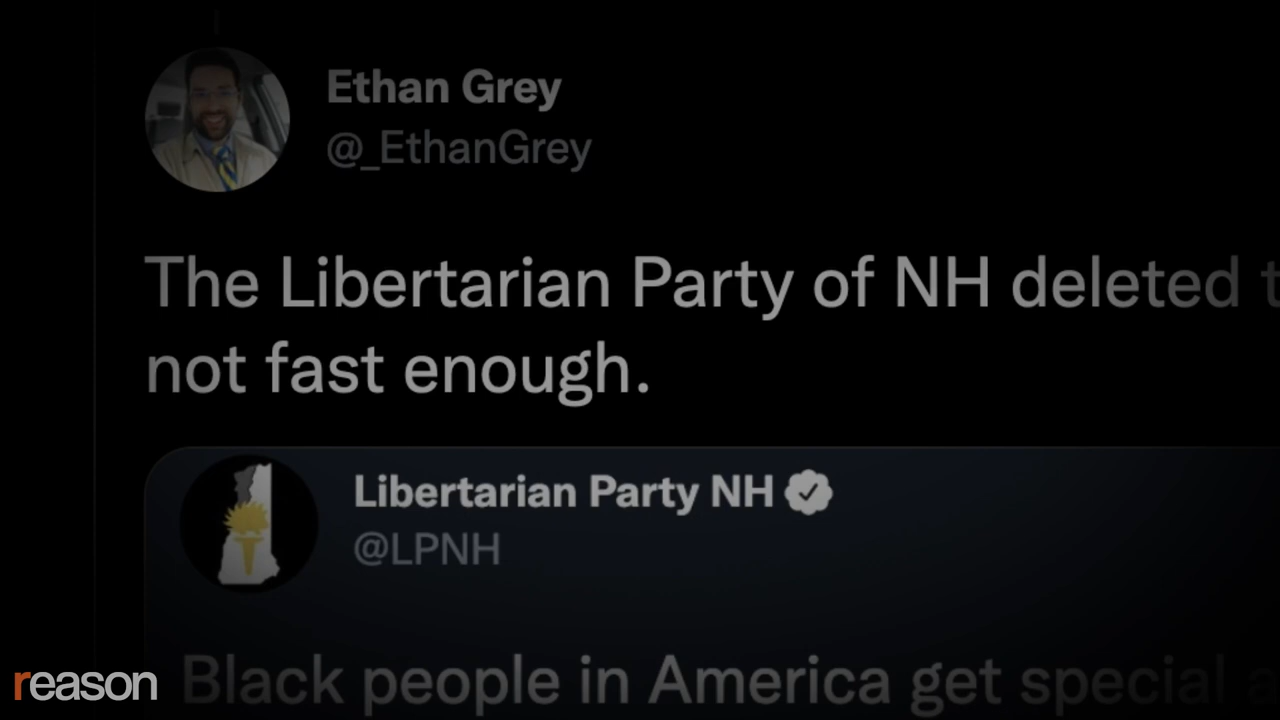 Ethan Grey
@_EthanGrey
The Libertarian Party of NH deleted
not fast enough.
Libertarian Party NH
@LPNH
Black people in America get special
reason